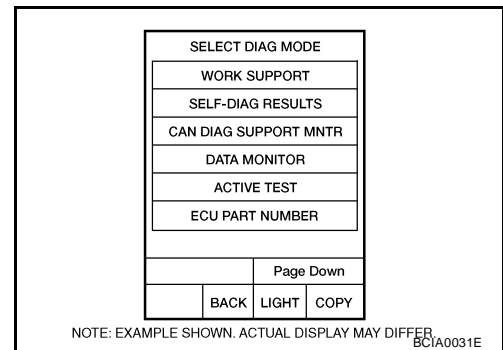 SELECT DIAG MODE
WORK SUPPORT
SELF-DIAG RESULTS
CAN DIAG SUPPORT MNTR
DATA MONITOR
ACTIVE TEST
ECU PART NUMBER
Page Down
BACK LIGHT COPY
NOTE: EXAMPLE SHOWN. ACTUAL DISPLAY MAY DIFFER.
BCIA0031E